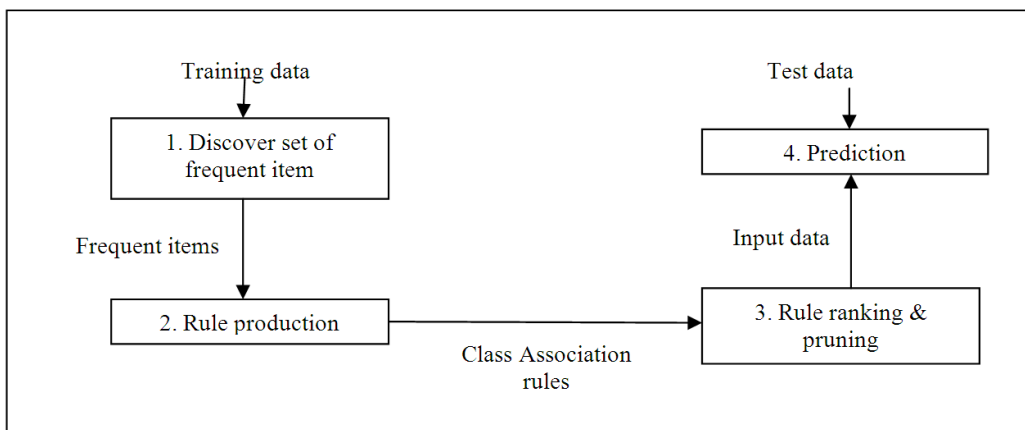 Training data
Test data
1. Discover set of
frequent item
4. Prediction
Frequent items
Input data
2. Rule production
3. Rule ranking &
pruning
Class Association
rules